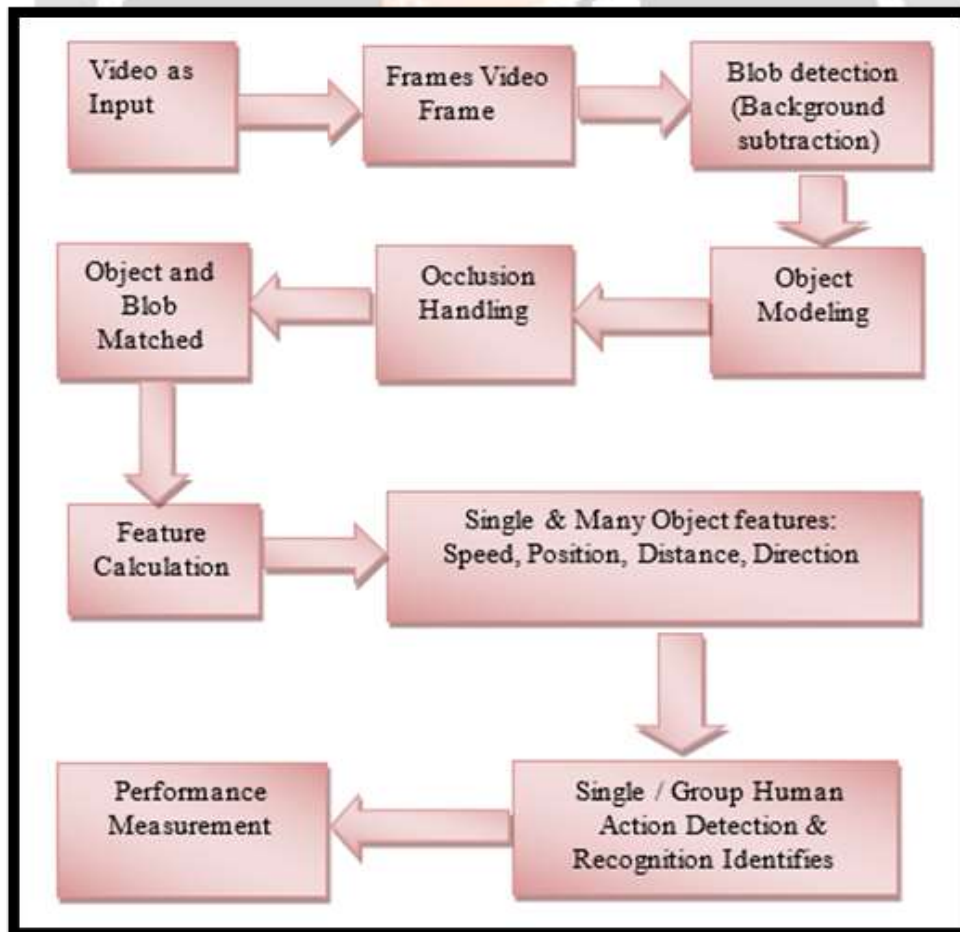 Video as
Input
Frames Video
Frame
Blob detection
(Background
subtraction)
Object and
Blob
Matched
Occlusion
Handling
Object
Modeling
Feature
Calculation
Single & Many Object features:
Speed, Position, Distance, Direction
Performance
Measurement
Single / Group Human
Action Detection &
Recognition Identifies